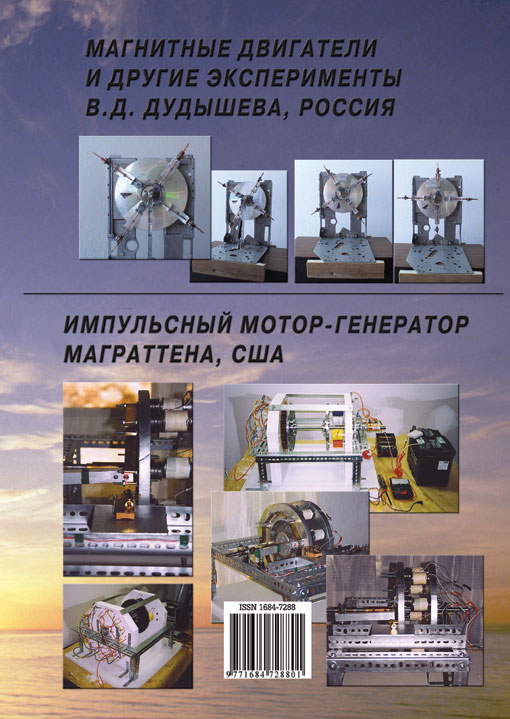 МАГНИТНЫЕ ДВИГАТЕЛИ
И ДРУГИЕ ЭКСПЕРИМЕНТЫ
В.Д. ДУДЫШЕВА, РОССИЯ
ИМПУЛЬСНЫЙ МОТОР-ГЕНЕРАТОР
МАГРАТТЕНА, США
ISSN 1684-7288
9 771684 728801